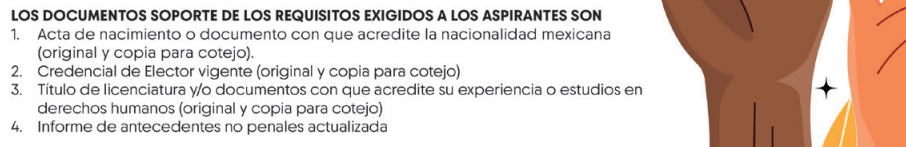 LOS DOCUMENTOS SOPORTE DE LOS REQUISITOS EXIGIDOS A LOS ASPIRANTES SON
1. Acta de nacimiento o documento con que acredite la nacionalidad mexicana
(original y copia para cotejo).
2. Credencial de Elector vigente (original y copia para cotejo)
3. Título de licenciatura y/o documentos con que acredite su experiencia o estudios en
derechos humanos (original y copia para cotejo)
4. Informe de antecedentes no penales actualizada